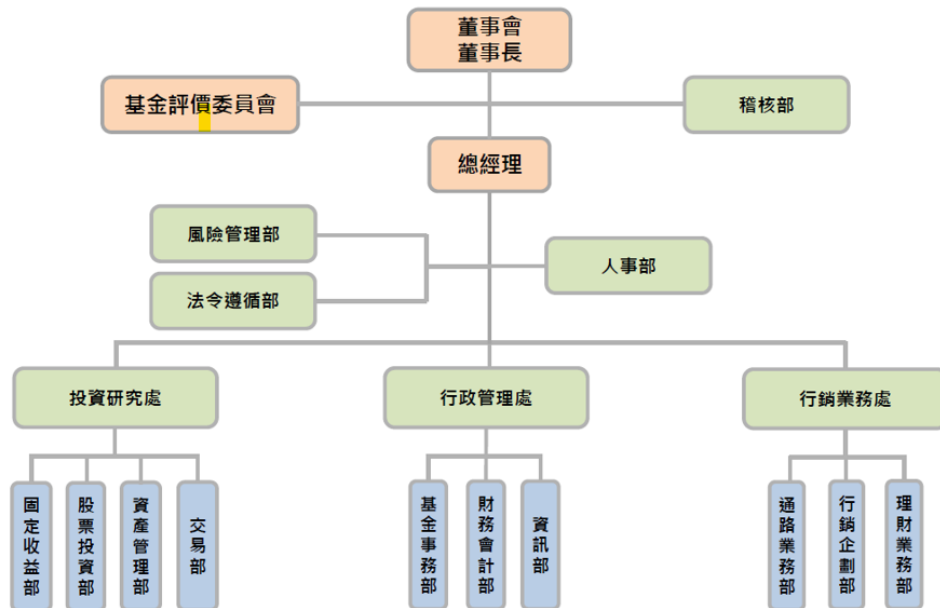 董事會
董事長
基金評價委員會
稽核部
總經理
風險管理部
人事部
法令遵循部
投資研究處
行政管理處
行銷業務處
固定收益部
股票投資部
資產管理部
交易部
基金事務部
財務會計部
資訊部
通路業務部
行銷企劃部
理財業務部